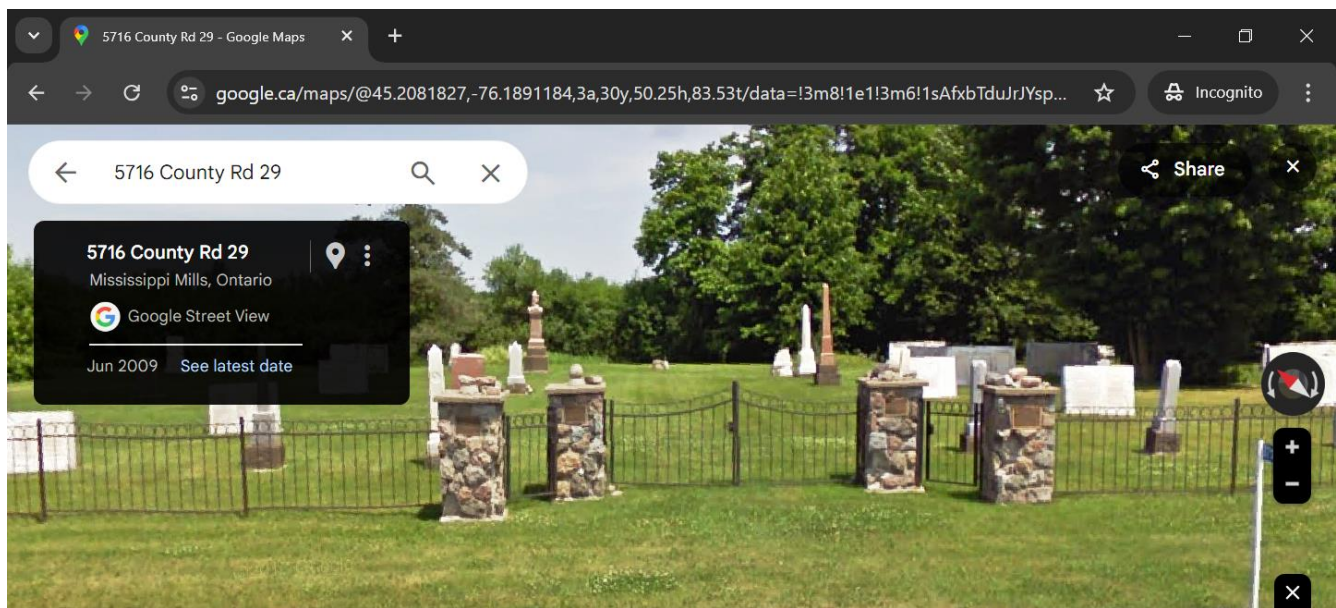 5716 County Rd 29 - Google Maps
google.ca/maps/@45.2081827,-76.1891184,3a,30y,50.25h,83.53t/data=!3m8!1e1!3m6!1sAfxbTduJrJYsp...
Incognito
5716 County Rd 29
Share
5716 County Rd 29
Mississippi Mills, Ontario
Google Street View
Jun 2009 See latest date